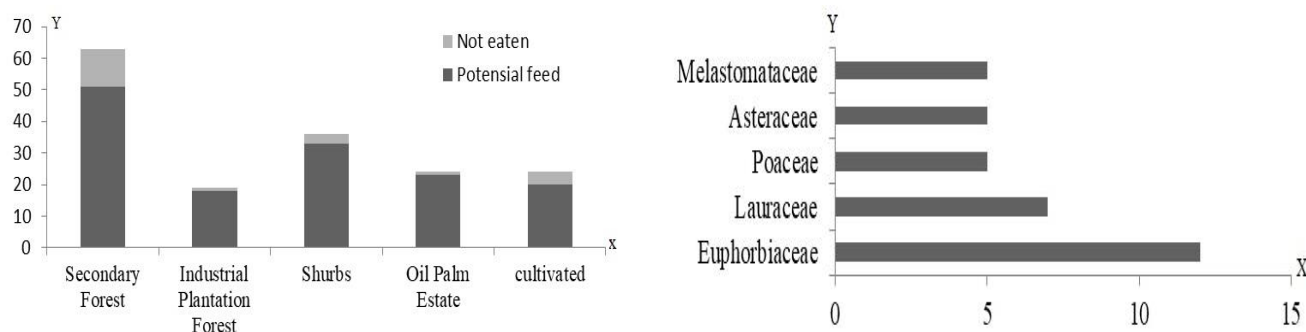 Y
70
60
50
40
30
20
10
0
Not eaten
Potensial feed
x
Secondary
Forest
Industrial
Plantation
Forest
Shurbs
Oil Palm
Estate
cultivated
Y
Melastomataceae
Asteraceae
Poaceae
Lauraceae
Euphorbiaceae
X
0 5 10 15